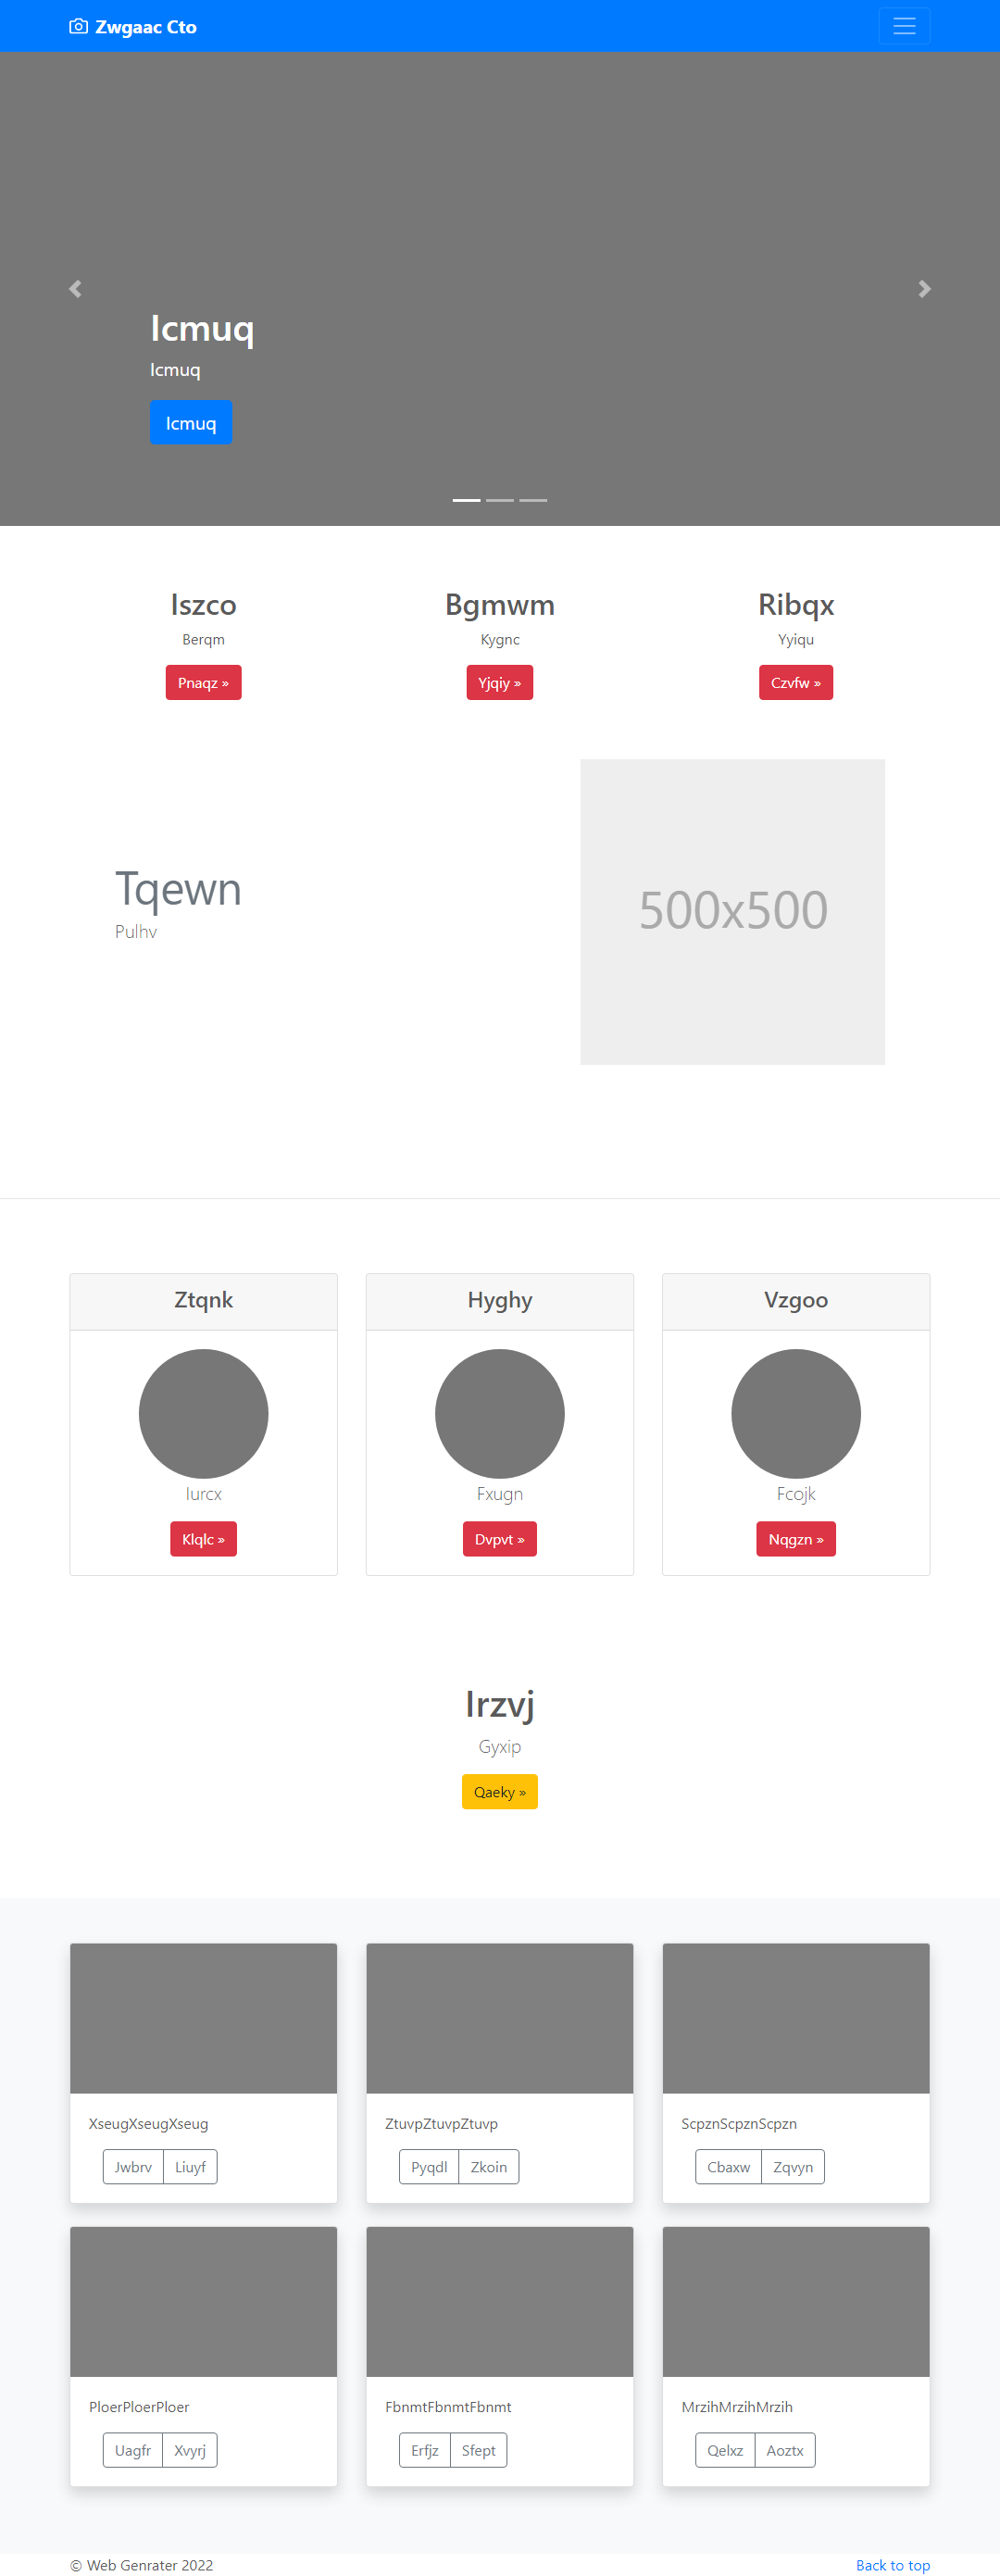 Zwgaac Cto
Icmuq
Icmuq
Icmuq
Iszco
Berqm
Pnaqz »
Bgmwm
Kygnc
Yjqiy »
Ribqx
Yyiqu
Czvfw »
Tqewn
Pulhv
500x500
Ztqnk
Iurcx
Klqlc »
Hyghy
Fxugn
Dvpvt »
Vzgoo
Fcojk
Nqgzn »
Irzvj
Gyxip
Qaeky »
XseugXseugXseug
Jwbrv Liuyf
ZtuvpZtuvpZtuvp
Pyqdl Zkoin
ScpznScpznScpzn
Cbaxw Zqvyn
PloerPloerPloer
Uagfr Xvyrj
FbnmtFbnmtFbnmt
Erfjz Sfept
MrzihMrzihMrzih
Qelxz Aoztx
© Web Genrater 2022
Back to top